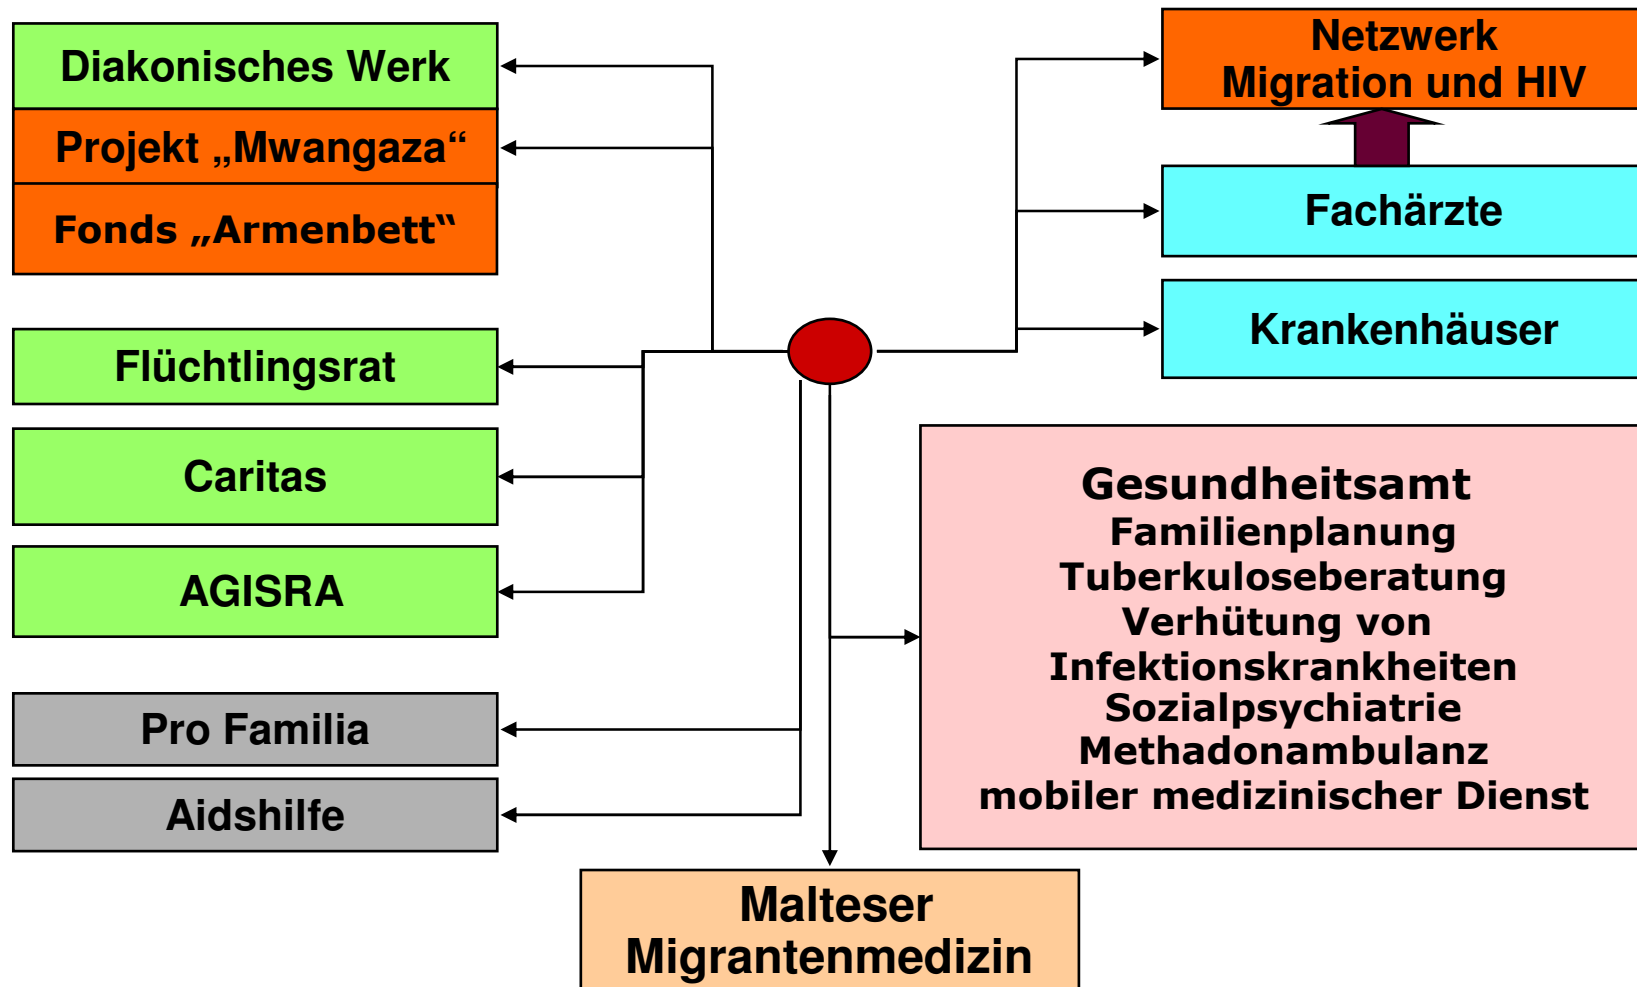 Diakonisches Werk
Projekt „Mwangaza“
Fonds „Armenbett“
Flüchtlingsrat
Caritas
AGISRA
Pro Familia
Aidshilfe
Netzwerk
Migration und HIV
Fachärzte
Krankenhäuser
Gesundheitsamt
Familienplanung
Tuberkuloseberatung
Verhütung von
Infektionskrankheiten
Sozialpsychiatrie
Methadonambulanz
mobiler medizinischer Dienst
Malteser
Migrantenmedizin